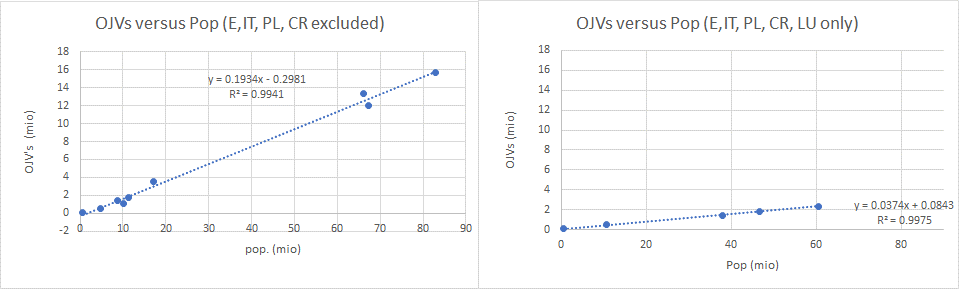 OJVs versus Pop (E,IT, PL, CR excluded)
18
16
14
12
10
8
6
4
2
0
-2
OJV's (mio)
y = 0.1934x - 0.2981
R² = 0.9941
0 10 20 30 40 50 60 70 80 90
pop. (mio)
OJVs versus Pop (E,IT, PL, CR, LU only)
18
16
14
12
10
8
6
4
2
0
OJVs (mio)
y = 0.0374x + 0.0843
R² = 0.9975
0 20 40 60 80
Pop (mio)